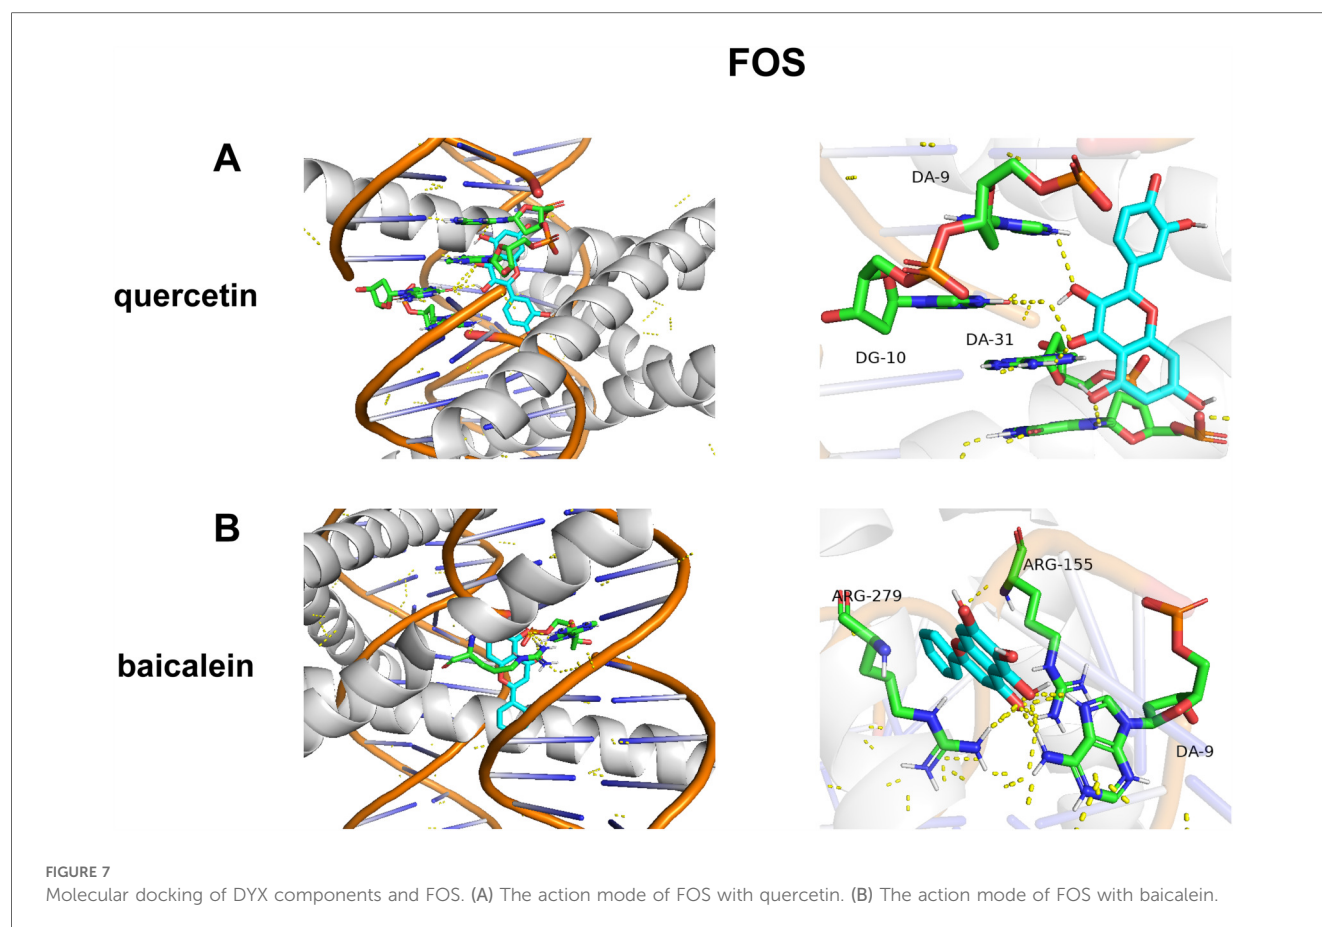 FOS
A
quercetin
DA-9
DG-10
DA-31
B
baicalein
ARG-279
ARG-155
DA-9
FIGURE 7
Molecular docking of DYX components and FOS. (A) The action mode of FOS with quercetin. (B) The action mode of FOS with baicalein.